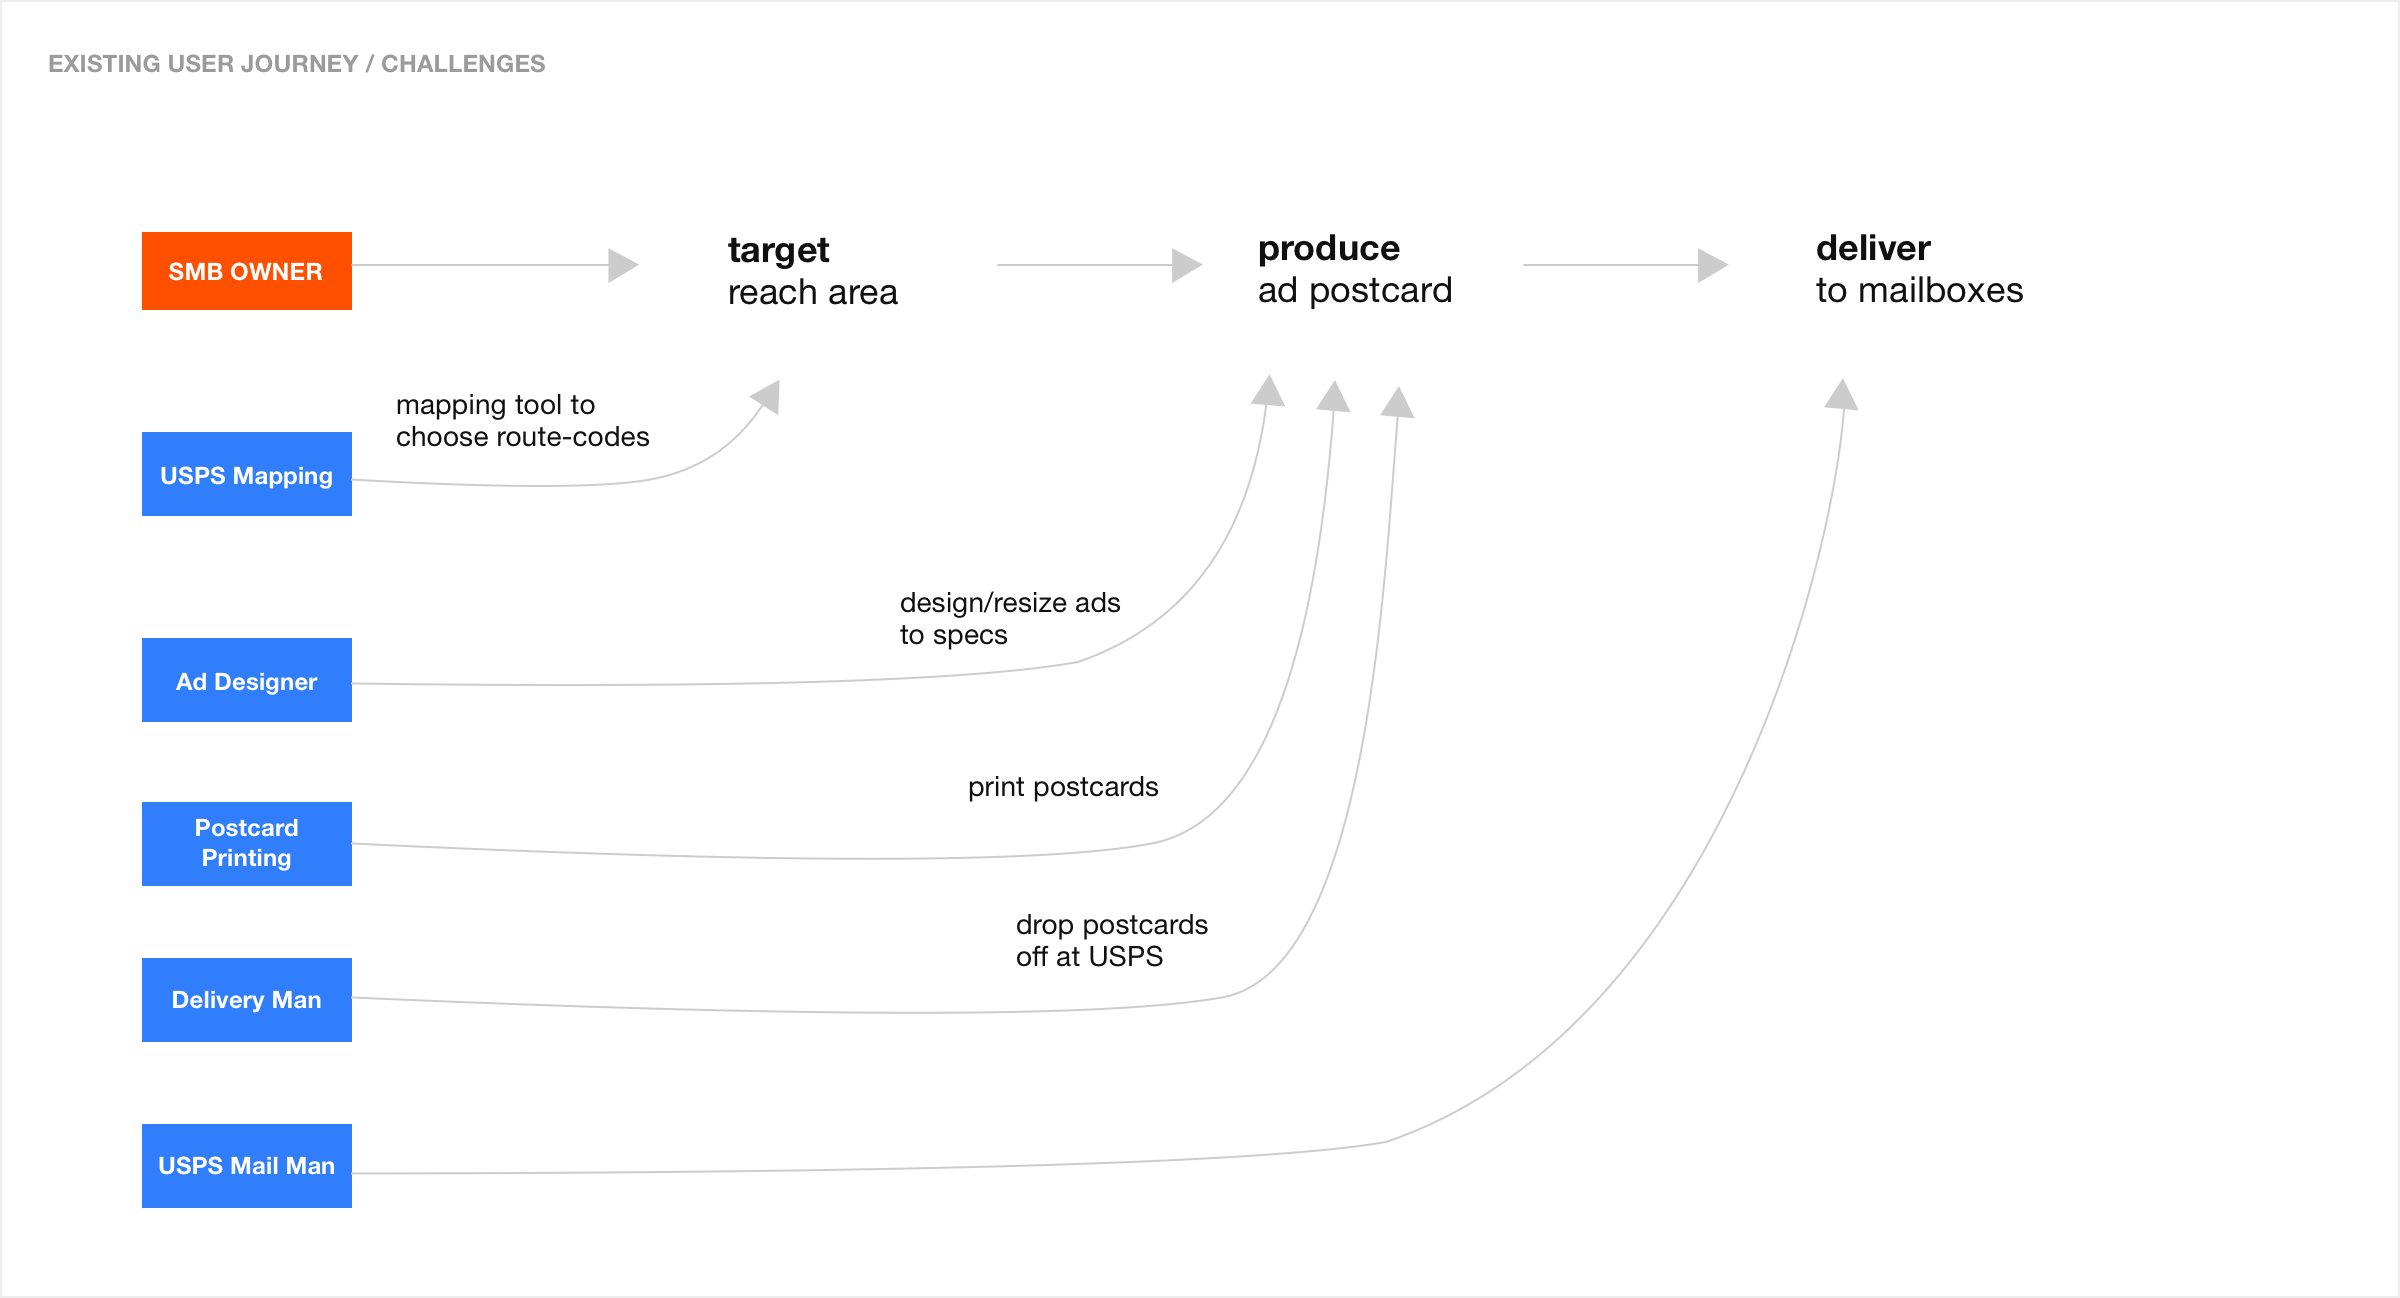 EXISTING USER JOURNEY / CHALLENGES
SMB OWNER
target
reach area
produce
ad postcard
deliver
to mailboxes
mapping tool to
choose route-codes
USPS Mapping
design/resize ads
to specs
Ad Designer
print postcards
Postcard
Printing
drop postcards
off at USPS
Delivery Man
USPS Mail Man